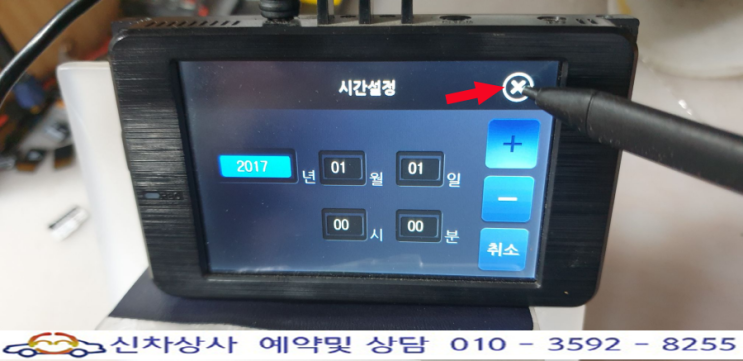 시간설정
2017 년 01 월 01 일
00 시 00 분
+
−
취소
신차상사 예약및 상담 010 - 3592 - 8255